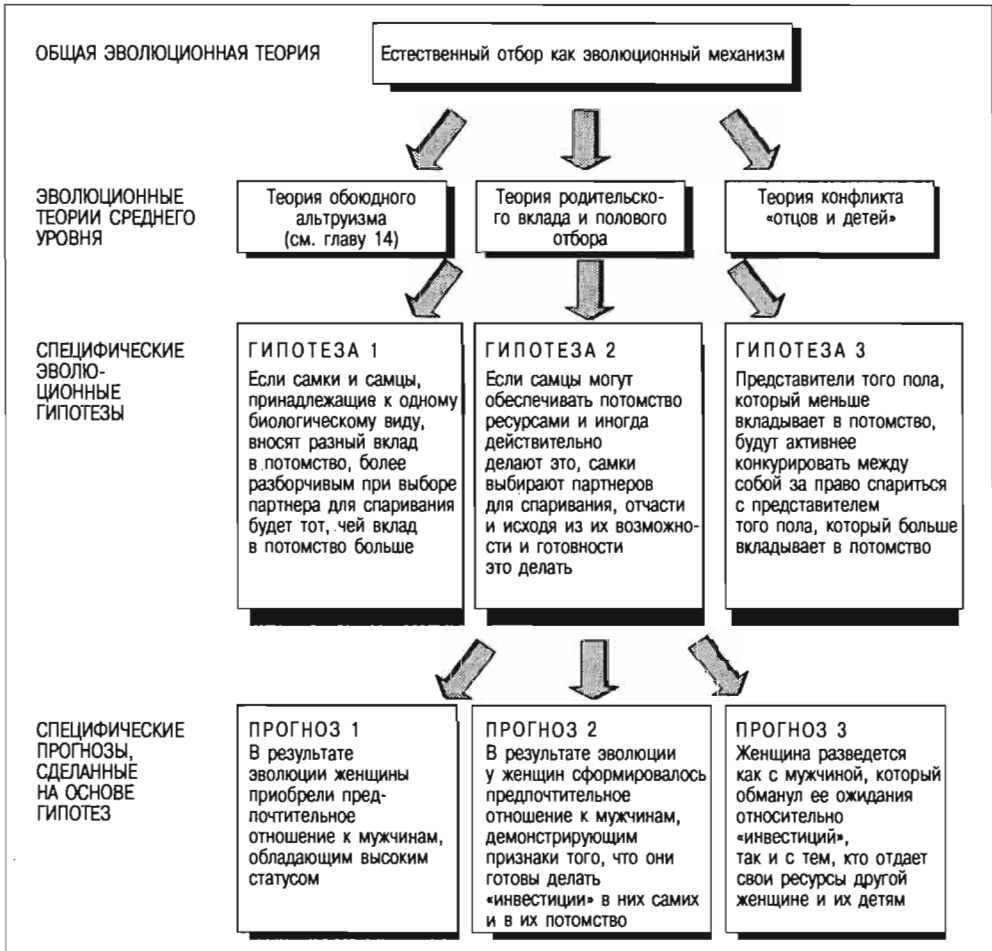 ОБЩАЯ ЭВОЛЮЦИОННАЯ ТЕОРИЯ
Естественный отбор как эволюционный механизм
ЭВОЛЮЦИОННЫЕ
ТЕОРИИ СРЕДНЕГО
УРОВНЯ
Теория обоюдного
альтруизма
(см. главу 14)
Теория родительско-
го вклада и полового
отбора
Теория конфликта
«отцов и детей»
СПЕЦИФИЧЕСКИЕ
ЭВОЛЮ-
ЦИОННЫЕ
ГИПОТЕЗЫ
ГИПОТЕЗА 1
Если самки и самцы,
принадлежащие к одному
биологическому виду,
вносят разный вклад
в потомство, более
разборчивым при выборе
партнера для спаривания
будет тот, чей вклад
в потомство больше
ГИПОТЕЗА 2
Если самцы могут
обеспечивать потомство
ресурсами и иногда
действительно
делают это, самки
выбирают партнеров
для спаривания, отчасти
и исходя из их возможно-
сти и готовности
это делать
ГИПОТЕЗА 3
Представители того пола,
который меньше
вкладывает в потомство,
будут активнее
конкурировать между
собой за право спариться
с представителем
того пола, который больше
вкладывает в потомство
СПЕЦИФИЧЕСКИЕ
ПРОГНОЗЫ,
СДЕЛАННЫЕ
НА ОСНОВЕ
ГИПОТЕЗ
ПРОГНОЗ 1
В результате
эволюции женщины
приобрели пред-
почтительное
отношение к мужчинам,
обладающим высоким
статусом
ПРОГНОЗ 2
В результате эволюции
у женщин сформировалось
предпочтительное
отношение к мужчинам,
демонстрирующим
признаки того, что они
готовы делать
«инвестиции» в них самих
и в их потомство
ПРОГНОЗ 3
Женщина разведется
как с мужчиной, который
обманул ее ожидания
относительно
«инвестиций»,
так и с тем, кто отдает
свои ресурсы другой
женщине и их детям